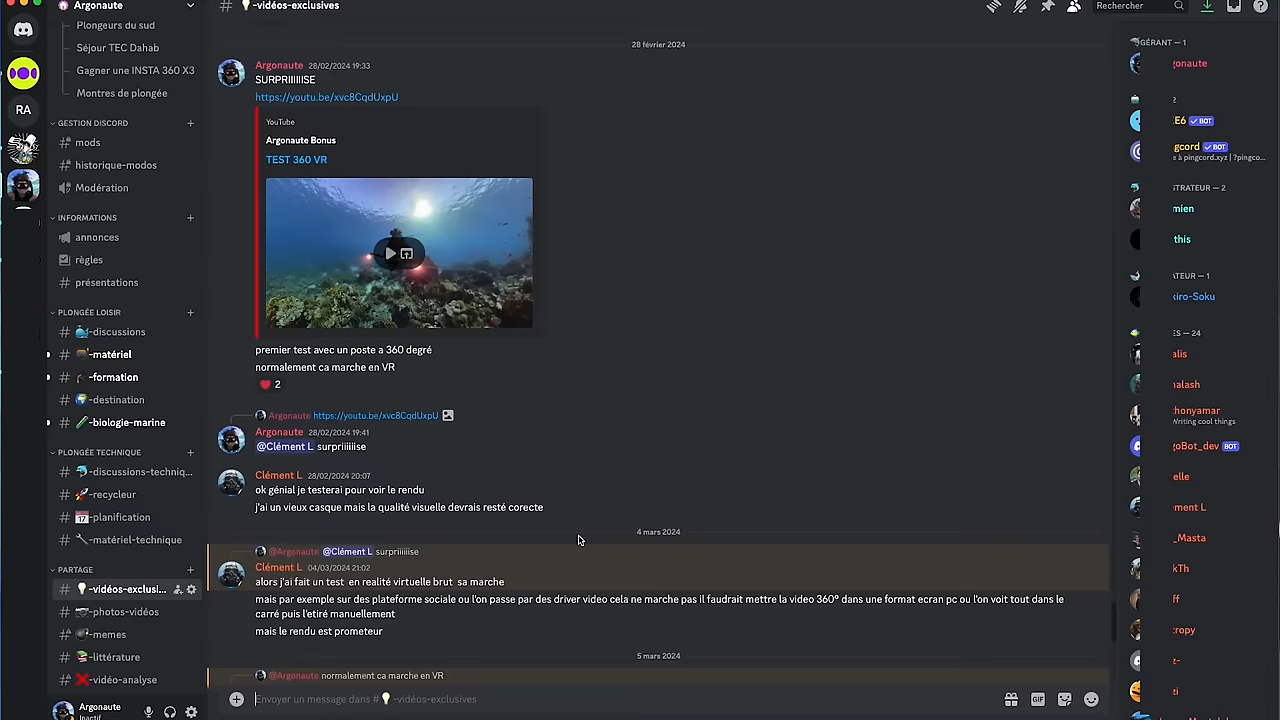 Argonaute
Plongeurs du sud
Séjour TEC Dahab
Gagner une INSTA 360 X3
Montres de plongée
GESTION DISCORD
mods
historique-modos
Modération
INFORMATIONS
annonces
règles
présentations
PLONGÉE LOISIR
-discussions
-matériel
-formation
-destination
-biologie-marine
PLONGÉE TECHNIQUE
-discussions-techniq...
-recycleur
-planification
-matériel-technique
PARTAGE
-vidéos-exclusi...
-photos-vidéos
-memes
-littérature
-vidéo-analyse
Argonaute
Inactif
RA
-vidéos-exclusives
Rechercher
28 février 2024
Argonaute 28/02/2024 19:33
SURPRIIIIISE
https://youtu.be/xvc8CqdUxpU
YouTube
Argonaute Bonus
TEST 360 VR
premier test avec un poste a 360 degré
normalement ca marche en VR
2
Argonaute https://youtu.be/xvc8CqdUxpU
Argonaute 28/02/2024 19:41
@Clément L surpriiiiiise
Clément L 28/02/2024 20:07
ok génial je testerai pour voir le rendu
j'ai un vieux casque mais la qualité visuelle devrais resté corecte
4 mars 2024
@Argonaute @Clément L surpriiiiiise
Clément L 04/03/2024 21:02
alors j'ai fait un test en realité virtuelle brut sa marche
mais par exemple sur des plateforme sociale ou l'on passe par des driver video cela ne marche pas il faudrait mettre la video 360° dans une format ecran pc ou l'on voit tout dans le
carré puis l'etiré manuellement
mais le rendu est prometeur
5 mars 2024
@Argonaute normalement ca marche en VR
Envoyer un message dans # -vidéos-exclusives
GIF
GÉRANT — 1
gonaute
2
E6 BOT
gcord BOT
e à pingcord.xyz | ?pingco...
STRATEUR — 2
mien
this
ATEUR — 1
kiro-Soku
ES — 24
alis
nalash
thonyamar
Writing cool things
goBot_dev BOT
elle
ment L
_Masta
kTh
ff
tropy
z-
zi